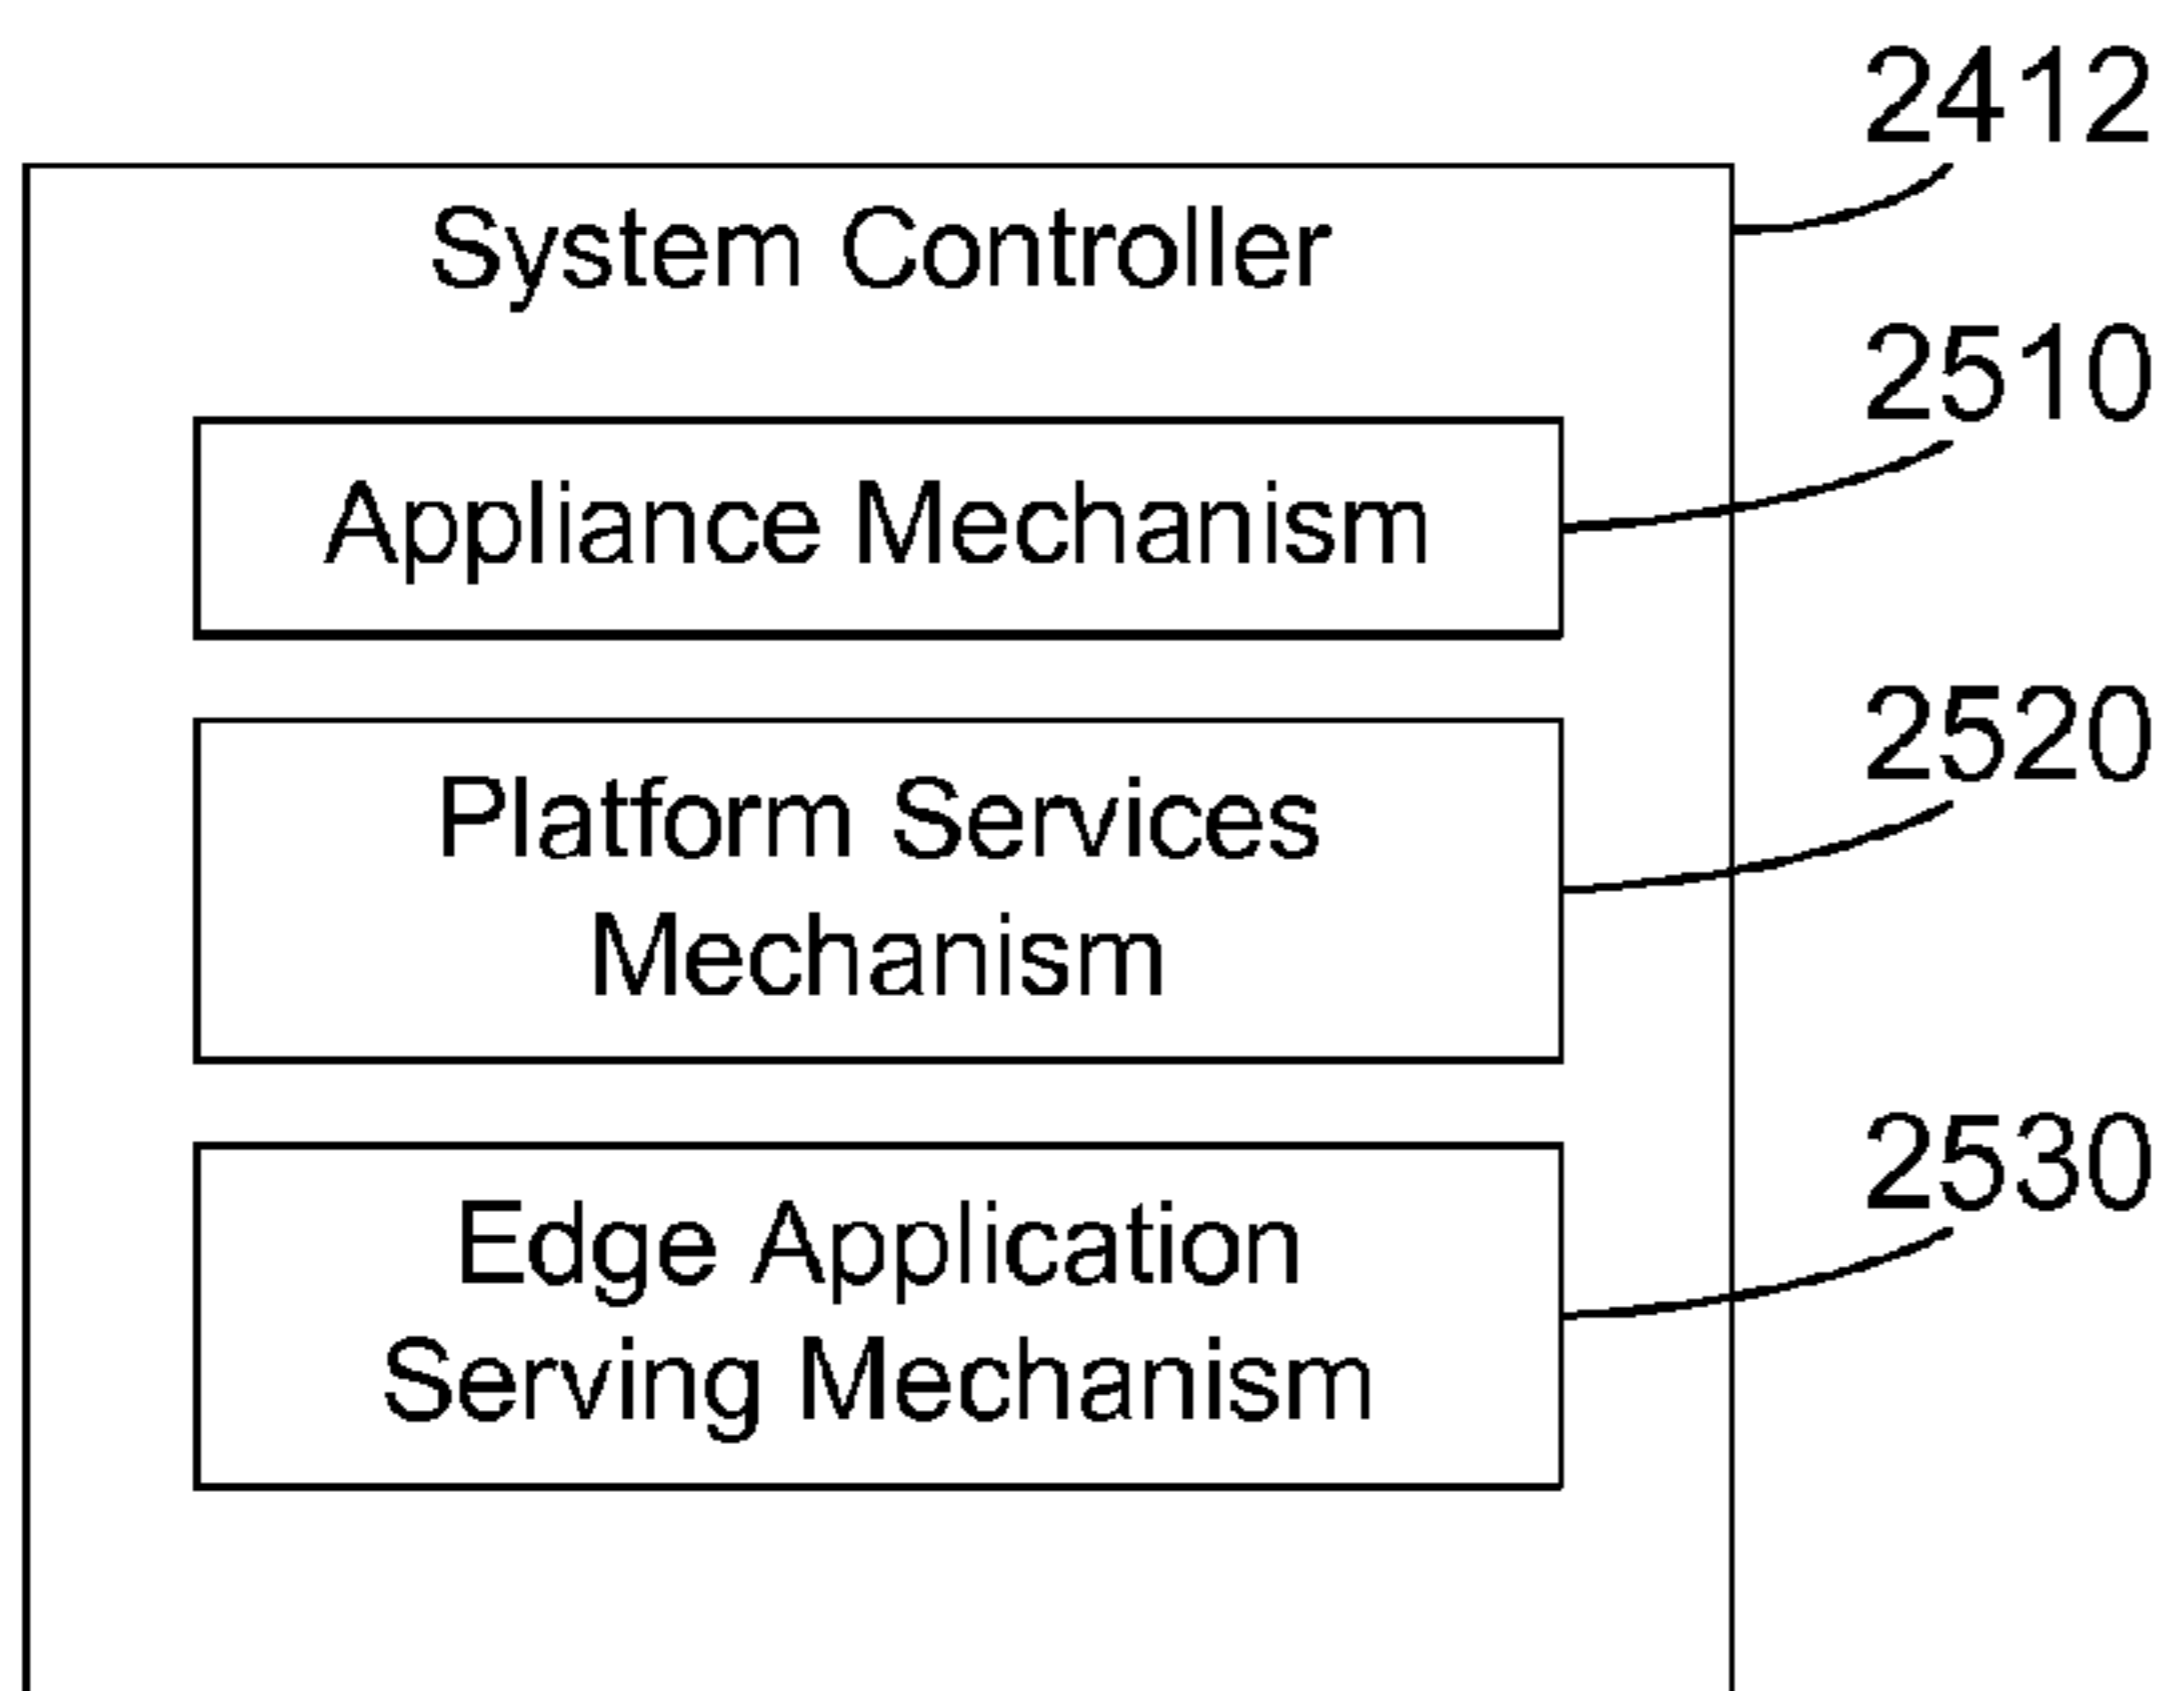 2412
System Controller
2510
Appliance Mechanism
2520
Platform Services
Mechanism
2530
Edge Application
Serving Mechanism